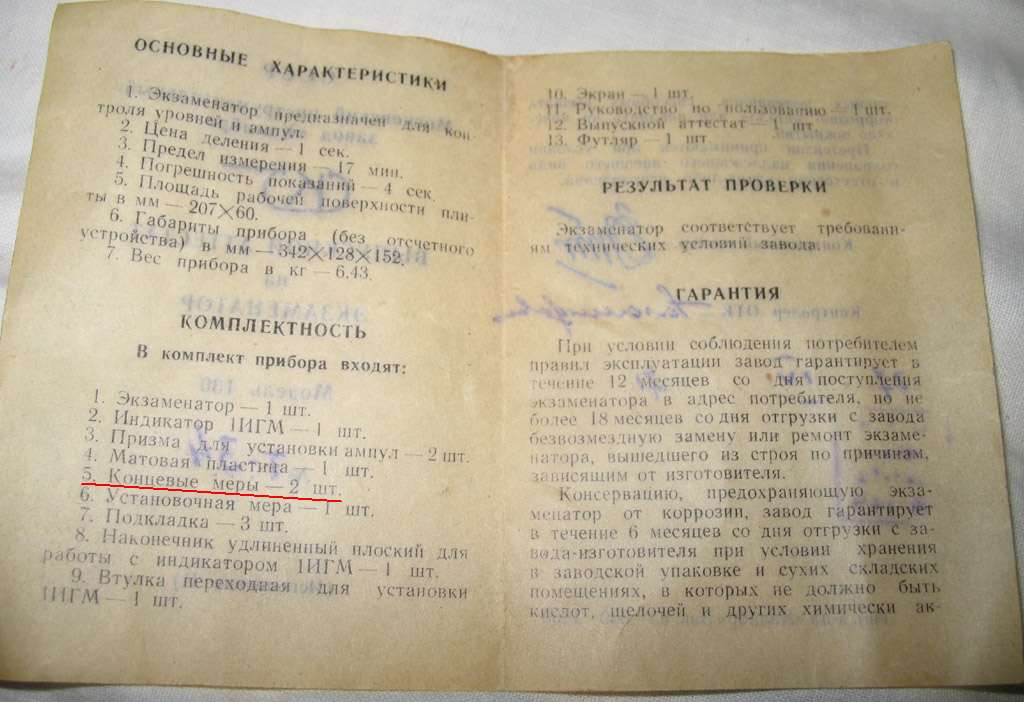 ОСНОВНЫЕ ХАРАКТЕРИСТИКИ
1. Экзаменатор предназначен для кон-
троля уровней и ампул.
2. Цена деления — 1 сек.
3. Предел измерения — 17 мин.
4. Погрешность показаний — 4 сек
5. Площадь рабочей поверхности пли-
ты в мм — 207×60.
6. Габариты прибора (без отсчетного
устройства) в мм — 342×128×152.
7. Вес прибора в кг — 6,43.
КОМПЛЕКТНОСТЬ
В комплект прибора входят:
1. Экзаменатор — 1 шт.
2. Индикатор 1ИГМ — 1 шт.
3. Призма для установки ампул — 2 шт.
4. Матовая пластина — 1 шт.
5. Концевые меры — 2 шт.
6. Установочная мера — 1 шт.
7. Подкладка — 3 шт.
8. Наконечник удлиненный плоский для
работы с индикатором 1ИГМ — 1 шт.
9. Втулка переходная для установки
1ИГМ — 1 шт.
10. Экран — 1 шт.
11. Руководство по пользованию — 1 шт.
12. Выпускной аттестат — 1 шт
13. Футляр — 1 шт
РЕЗУЛЬТАТ ПРОВЕРКИ
Экзаменатор соответствует требовани-
ям технических условий завода.
ГАРАНТИЯ
При условии соблюдения потребителем
правил эксплуатации завод гарантирует в
течение 12 месяцев со дня поступления
экзаменатора в адрес потребителя, но не
более 18 месяцев со дня отгрузки с завода
безвозмездную замену или ремонт экзаме-
натора, вышедшего из строя по причинам,
зависящим от изготовителя.
Консервацию, предохраняющую экза-
менатор от коррозии, завод гарантирует
в течение 6 месяцев со дня отгрузки с за-
вода-изготовителя при условии хранения
в заводской упаковке и сухих складских
помещениях, в которых не должно быть
кислот, щелочей и других химически ак-